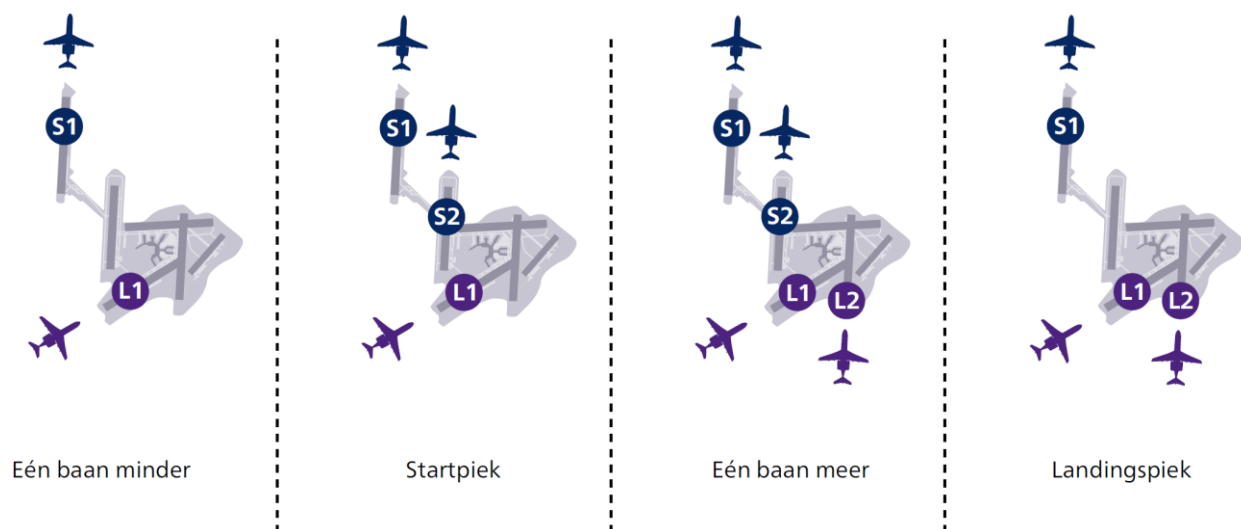 S1
L1
Eén baan minder
S1
S2
L1
Startpiek
S1
S2
L1
L2
Eén baan meer
S1
L1
L2
Landingspiek